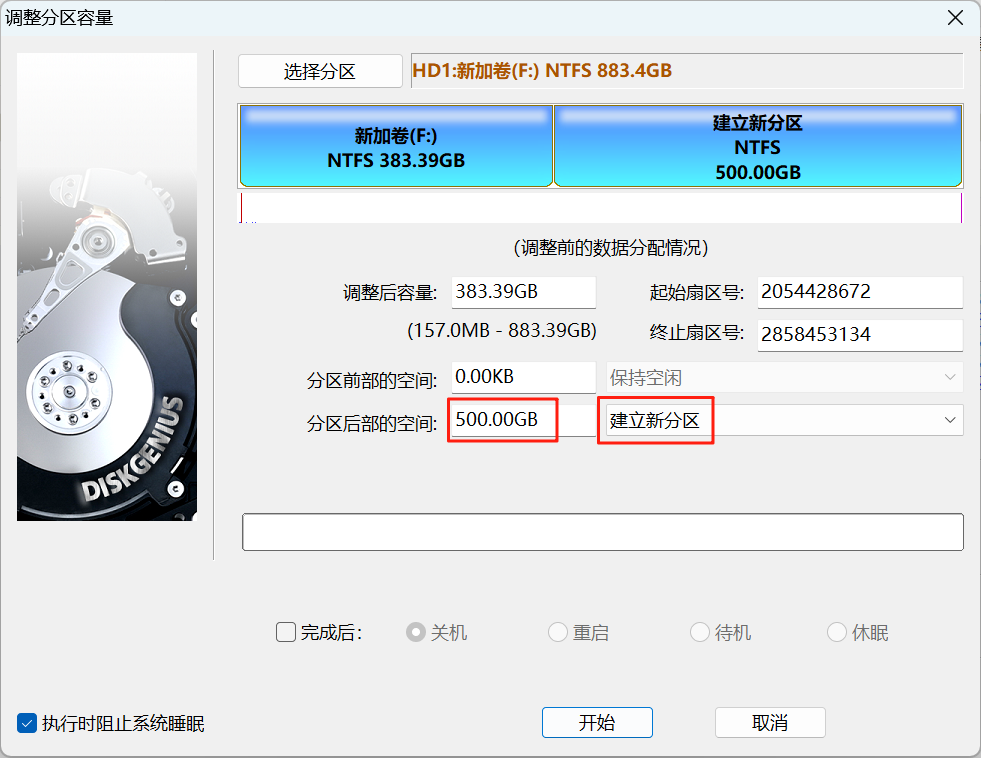 调整分区容量
选择分区
HD1:新加卷(F:) NTFS 883.4GB
新加卷(F:)
NTFS 383.39GB
建立新分区
NTFS
500.00GB
(调整前的数据分配情况)
调整后容量: 383.39GB 起始扇区号: 2054428672
(157.0MB - 883.39GB) 终止扇区号: 2858453134
分区前部的空间: 0.00KB 保持空闲
分区后部的空间: 500.00GB 建立新分区
DISKGENIUS
完成后: 关机 重启 待机 休眠
执行时阻止系统睡眠 开始 取消